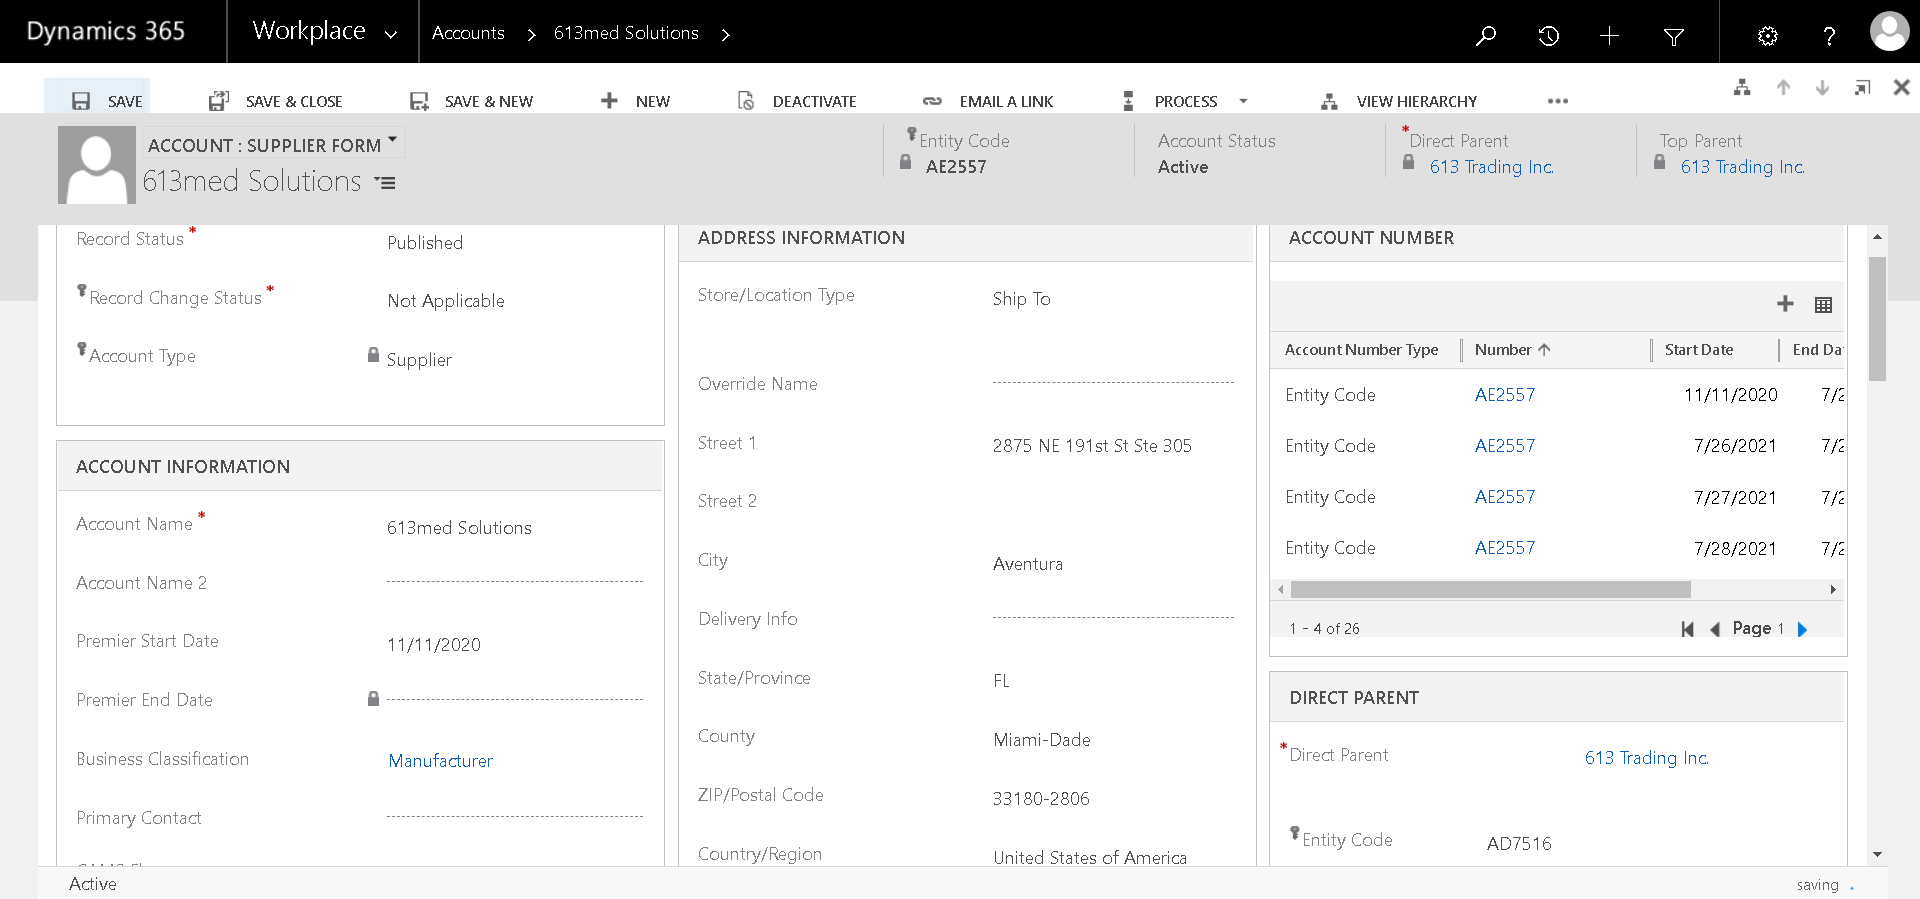 Dynamics 365
Workplace
Accounts
613med Solutions
SAVE
SAVE & CLOSE
SAVE & NEW
NEW
DEACTIVATE
EMAIL A LINK
PROCESS
VIEW HIERARCHY
ACCOUNT : SUPPLIER FORM
613med Solutions
Entity Code
AE2557
Account Status
Active
*Direct Parent
613 Trading Inc.
Top Parent
613 Trading Inc.
Record Status *
Published
Record Change Status *
Not Applicable
Account Type
Supplier
ACCOUNT INFORMATION
Account Name *
613med Solutions
Account Name 2
Premier Start Date
11/11/2020
Premier End Date
Business Classification
Manufacturer
Primary Contact
ADDRESS INFORMATION
Store/Location Type
Ship To
Override Name
Street 1
2875 NE 191st St Ste 305
Street 2
City
Aventura
Delivery Info
State/Province
FL
County
Miami-Dade
ZIP/Postal Code
33180-2806
Country/Region
United States of America
ACCOUNT NUMBER
Account Number Type Number Start Date End Da
Entity Code AE2557 11/11/2020 7/2
Entity Code AE2557 7/26/2021 7/2
Entity Code AE2557 7/27/2021 7/2
Entity Code AE2557 7/28/2021 7/2
1 - 4 of 26
Page 1
DIRECT PARENT
*Direct Parent
613 Trading Inc.
Entity Code
AD7516
Active
saving .